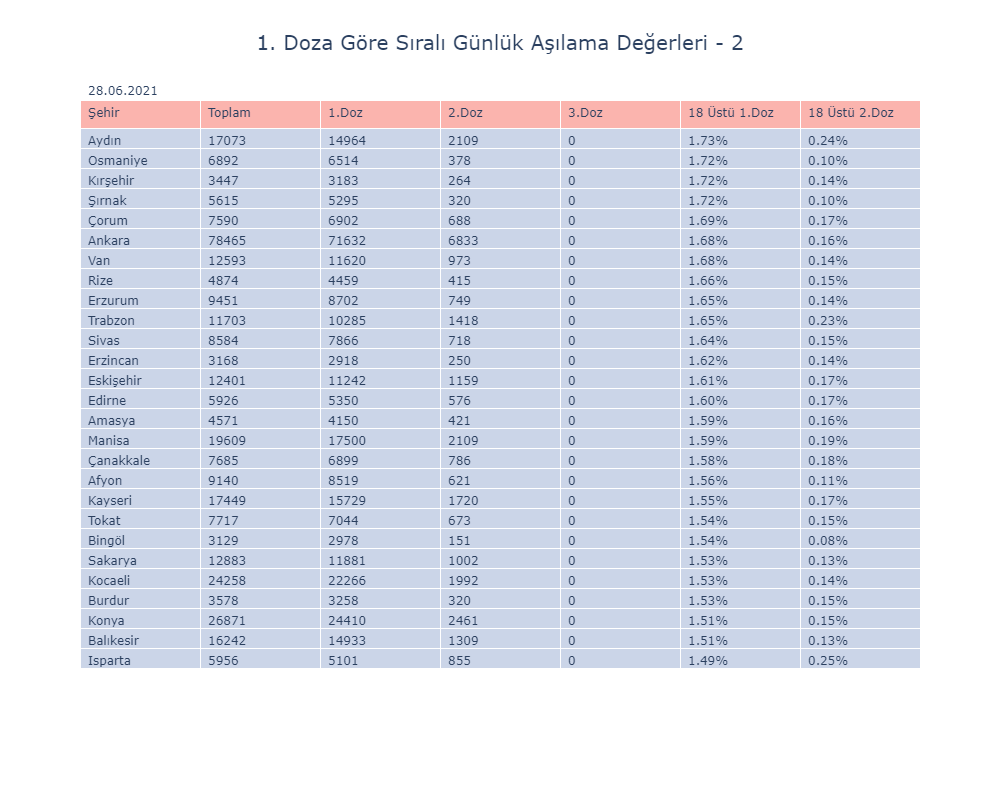 1. Doza Göre Sıralı Günlük Aşılama Değerleri - 2
28.06.2021
Şehir Toplam 1.Doz 2.Doz 3.Doz 18 Üstü 1.Doz 18 Üstü 2.Doz
Aydın 17073 14964 2109 0 1.73% 0.24%
Osmaniye 6892 6514 378 0 1.72% 0.10%
Kırşehir 3447 3183 264 0 1.72% 0.14%
Şırnak 5615 5295 320 0 1.72% 0.10%
Çorum 7590 6902 688 0 1.69% 0.17%
Ankara 78465 71632 6833 0 1.68% 0.16%
Van 12593 11620 973 0 1.68% 0.14%
Rize 4874 4459 415 0 1.66% 0.15%
Erzurum 9451 8702 749 0 1.65% 0.14%
Trabzon 11703 10285 1418 0 1.65% 0.23%
Sivas 8584 7866 718 0 1.64% 0.15%
Erzincan 3168 2918 250 0 1.62% 0.14%
Eskişehir 12401 11242 1159 0 1.61% 0.17%
Edirne 5926 5350 576 0 1.60% 0.17%
Amasya 4571 4150 421 0 1.59% 0.16%
Manisa 19609 17500 2109 0 1.59% 0.19%
Çanakkale 7685 6899 786 0 1.58% 0.18%
Afyon 9140 8519 621 0 1.56% 0.11%
Kayseri 17449 15729 1720 0 1.55% 0.17%
Tokat 7717 7044 673 0 1.54% 0.15%
Bingöl 3129 2978 151 0 1.54% 0.08%
Sakarya 12883 11881 1002 0 1.53% 0.13%
Kocaeli 24258 22266 1992 0 1.53% 0.14%
Burdur 3578 3258 320 0 1.53% 0.15%
Konya 26871 24410 2461 0 1.51% 0.15%
Balıkesir 16242 14933 1309 0 1.51% 0.13%
Isparta 5956 5101 855 0 1.49% 0.25%